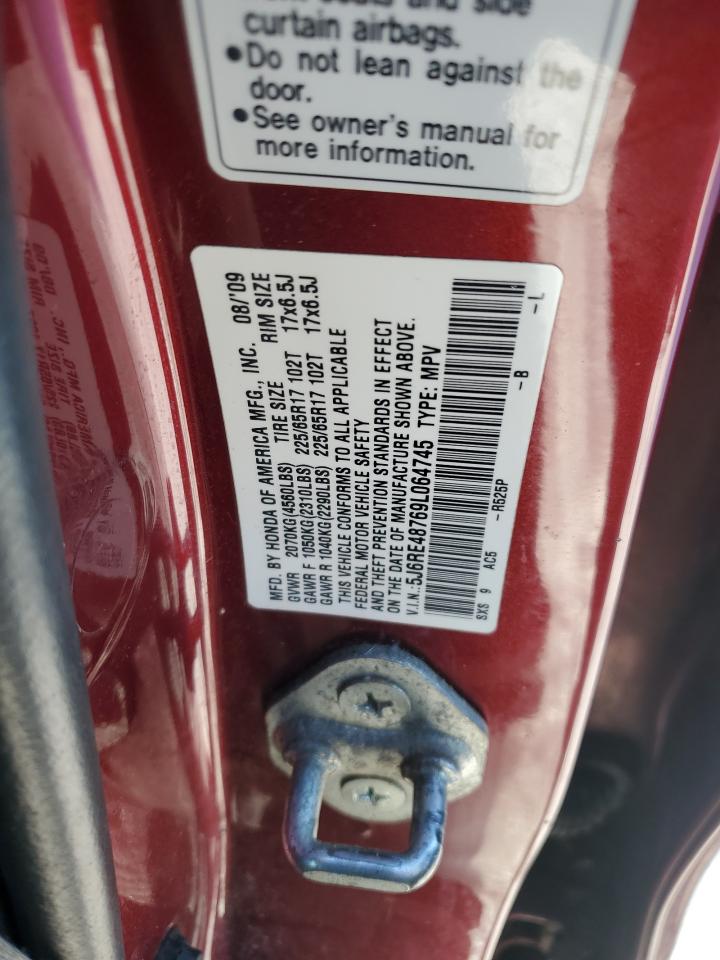 curtain airbags.
•Do not lean against the
door.
•See owner's manual for
more information.
MFD. BY HONDA OF AMERICA MFG., INC. 08/'09
GVWR 2070KG(4560LBS) TIRE SIZE RIM SIZE
GAWR F 1050KG(2310LBS) 225/65R17 102T 17x6.5J
GAWR R 1040KG(2290LBS) 225/65R17 102T 17x6.5J
THIS VEHICLE CONFORMS TO ALL APPLICABLE
FEDERAL MOTOR VEHICLE SAFETY
AND THEFT PREVENTION STANDARDS IN EFFECT
ON THE DATE OF MANUFACTURE SHOWN ABOVE.
V.I.N.:5J6RE48769L064745 TYPE: MPV
SXS 9 AC5 -R525P -B -L